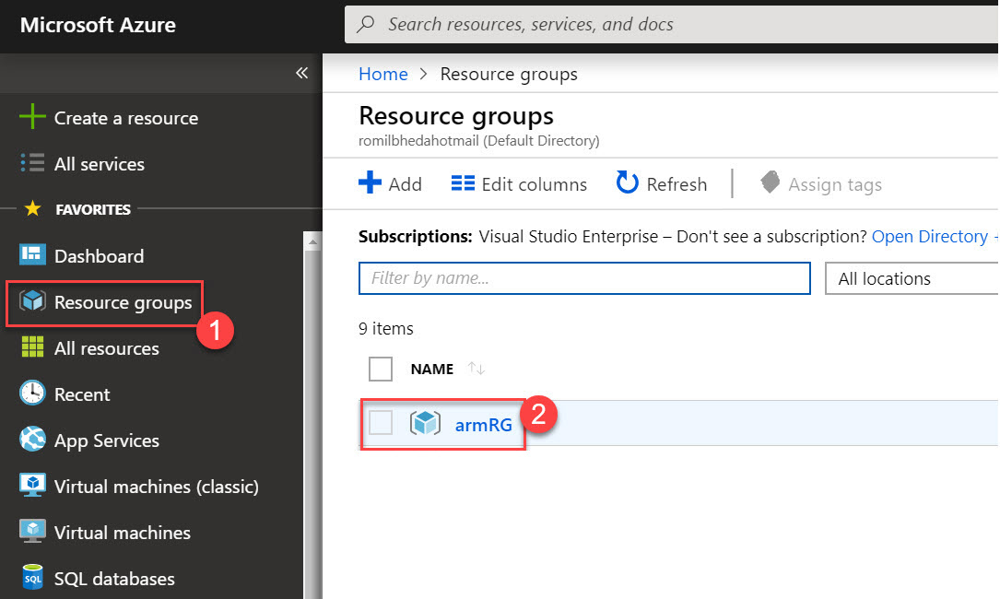 Microsoft Azure
Search resources, services, and docs
«
Create a resource
All services
FAVORITES
Dashboard
Resource groups
1
All resources
Recent
App Services
Virtual machines (classic)
Virtual machines
SQL
SQL databases
Home > Resource groups
Resource groups
romilbhedahotmail (Default Directory)
Add Edit columns Refresh Assign tags
Subscriptions: Visual Studio Enterprise – Don't see a subscription? Open Directory +
Filter by name...
All locations
9 items
NAME ↑↓
armRG
2